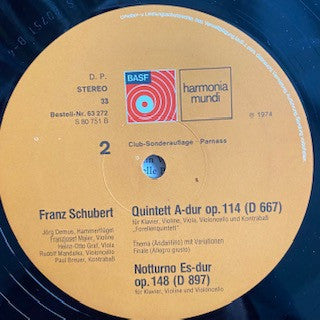 D. P.
STEREO
33
Bestell-Nr. 63 272
S 80 751 B
BASF
harmonia
mundi
℗ 1974
2
Club-Sonderauflage - Parnass
Franz Schubert
Jörg Demus, Hammerflügel
Franzjosef Maier, Violine
Heinz-Otto Graf, Viola
Rudolf Mandalka, Violoncello
Paul Breuer, Kontrabaß
Quintett A-dur op. 114 (D 667)
für Klavier, Violine, Viola, Violoncello und Kontrabaß
„Forellenquintett"
Thema (Andantino) mit Variationen
Finale (Allegro giusto)
Notturno Es-dur
op. 148 (D 897)
für Klavier, Violine und Violoncello